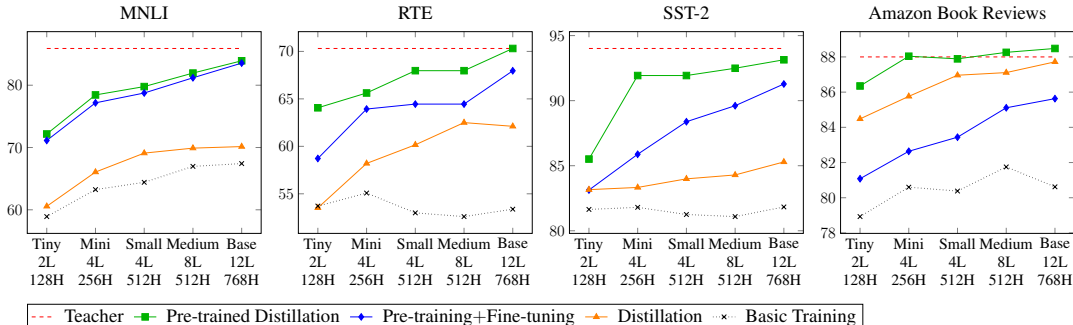 MNLI RTE SST-2 Amazon Book Reviews
80
70
60
Tiny Mini Small Medium Base
2L 4L 4L 8L 12L
128H 256H 512H 512H 768H
70
65
60
55
Tiny Mini Small Medium Base
2L 4L 4L 8L 12L
128H 256H 512H 512H 768H
95
90
85
80
Tiny Mini Small Medium Base
2L 4L 4L 8L 12L
128H 256H 512H 512H 768H
88
86
84
82
80
78
Tiny Mini Small Medium Base
2L 4L 4L 8L 12L
128H 256H 512H 512H 768H
Teacher Pre-trained Distillation Pre-training+Fine-tuning Distillation Basic Training